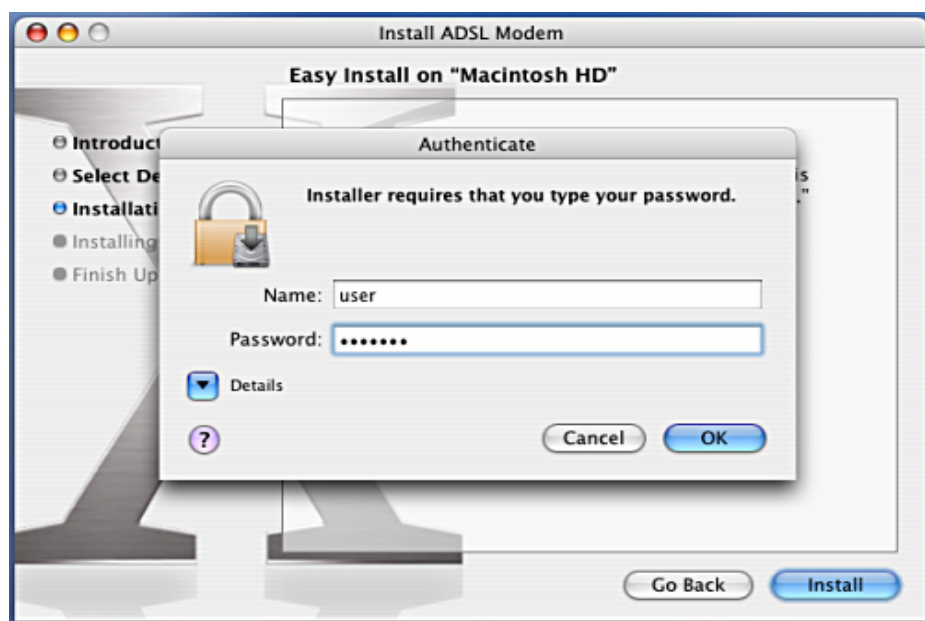 Install ADSL Modem
Easy Install on “Macintosh HD”
Introduct
Select De
Installati
Installing
Finish Up
is
.”
Authenticate
Installer requires that you type your password.
Name: user
Password: •••••••
Details
?
Cancel OK
Go Back Install